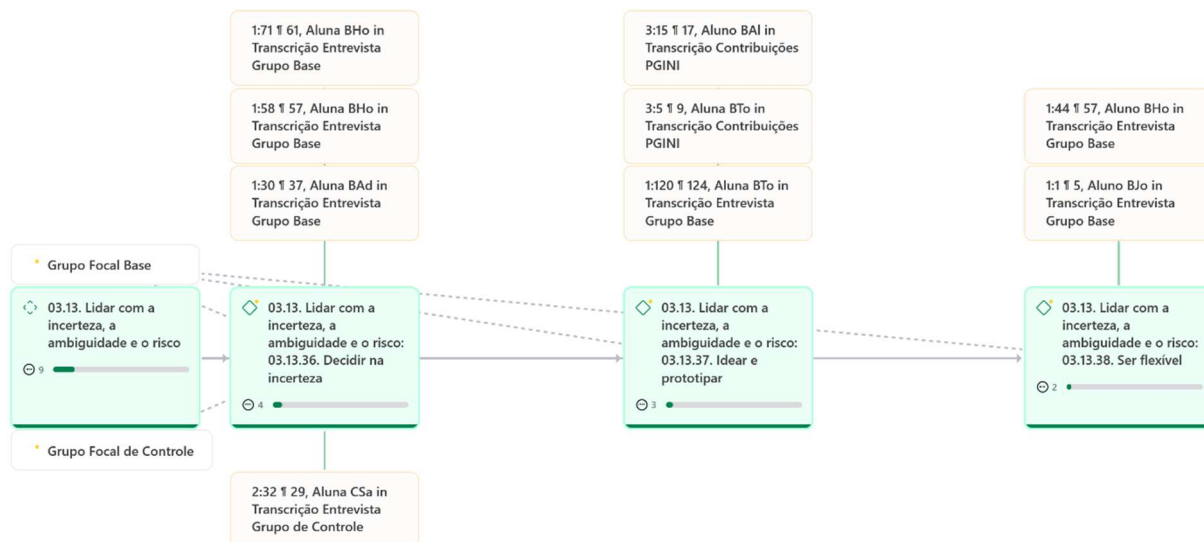 1:71 ¶ 61, Aluna BHo in
Transcrição Entrevista
Grupo Base
3:15 ¶ 17, Aluno BAl in
Transcrição Contribuições
PGINI
1:58 ¶ 57, Aluna BHo in
Transcrição Entrevista
Grupo Base
3:5 ¶ 9, Aluna BTo in
Transcrição Contribuições
PGINI
1:44 ¶ 57, Aluno BHo in
Transcrição Entrevista
Grupo Base
1:30 ¶ 37, Aluna BAd in
Transcrição Entrevista
Grupo Base
1:120 ¶ 124, Aluna BTo in
Transcrição Entrevista
Grupo Base
1:1 ¶ 5, Aluno BJo in
Transcrição Entrevista
Grupo Base
Grupo Focal Base
03.13. Lidar com a
incerteza, a
ambiguidade e o risco
9
03.13. Lidar com a
incerteza, a
ambiguidade e o risco:
03.13.36. Decidir na
incerteza
4
03.13. Lidar com a
incerteza, a
ambiguidade e o risco:
03.13.37. Idear e
prototipar
3
03.13. Lidar com a
incerteza, a
ambiguidade e o risco:
03.13.38. Ser flexível
2
Grupo Focal de Controle
2:32 ¶ 29, Aluna CSa in
Transcrição Entrevista
Grupo de Controle